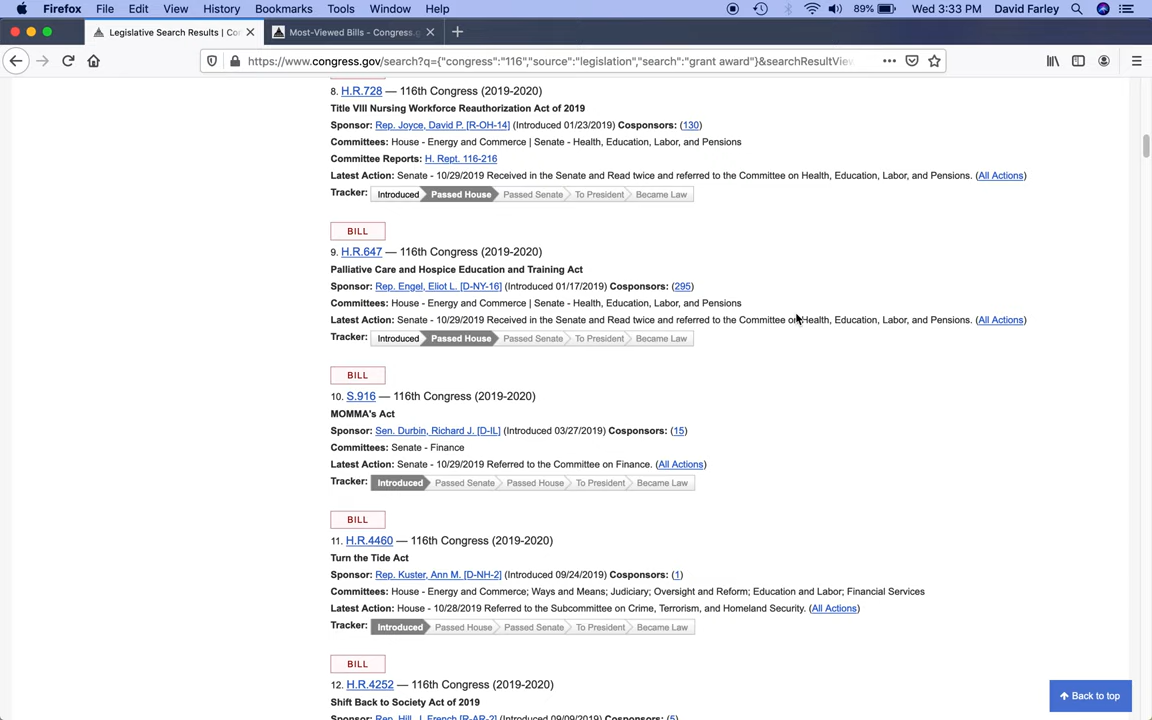 Firefox File Edit View History Bookmarks Tools Window Help 89% Wed 3:33 PM David Farley
Legislative Search Results | Co Most-Viewed Bills - Congress.g
https://www.congress.gov/search?q={"congress":"116","source":"legislation","search":"grant award"}&searchResultView
8. H.R.728 — 116th Congress (2019-2020)
Title VIII Nursing Workforce Reauthorization Act of 2019
Sponsor: Rep. Joyce, David P. [R-OH-14] (Introduced 01/23/2019) Cosponsors: (130)
Committees: House - Energy and Commerce | Senate - Health, Education, Labor, and Pensions
Committee Reports: H. Rept. 116-216
Latest Action: Senate - 10/29/2019 Received in the Senate and Read twice and referred to the Committee on Health, Education, Labor, and Pensions. (All Actions)
Tracker: Introduced Passed House Passed Senate To President Became Law
BILL
9. H.R.647 — 116th Congress (2019-2020)
Palliative Care and Hospice Education and Training Act
Sponsor: Rep. Engel, Eliot L. [D-NY-16] (Introduced 01/17/2019) Cosponsors: (295)
Committees: House - Energy and Commerce | Senate - Health, Education, Labor, and Pensions
Latest Action: Senate - 10/29/2019 Received in the Senate and Read twice and referred to the Committee on Health, Education, Labor, and Pensions. (All Actions)
Tracker: Introduced Passed House Passed Senate To President Became Law
BILL
10. S.916 — 116th Congress (2019-2020)
MOMMA's Act
Sponsor: Sen. Durbin, Richard J. [D-IL] (Introduced 03/27/2019) Cosponsors: (15)
Committees: Senate - Finance
Latest Action: Senate - 10/29/2019 Referred to the Committee on Finance. (All Actions)
Tracker: Introduced Passed Senate Passed House To President Became Law
BILL
11. H.R.4460 — 116th Congress (2019-2020)
Turn the Tide Act
Sponsor: Rep. Kuster, Ann M. [D-NH-2] (Introduced 09/24/2019) Cosponsors: (1)
Committees: House - Energy and Commerce; Ways and Means; Judiciary; Oversight and Reform; Education and Labor; Financial Services
Latest Action: House - 10/28/2019 Referred to the Subcommittee on Crime, Terrorism, and Homeland Security. (All Actions)
Tracker: Introduced Passed House Passed Senate To President Became Law
BILL
12. H.R.4252 — 116th Congress (2019-2020)
Shift Back to Society Act of 2019
Sponsor: Rep. Hill, J. French [R-AR-2] (Introduced 09/09/2019) Cosponsors: (5)
Back to top